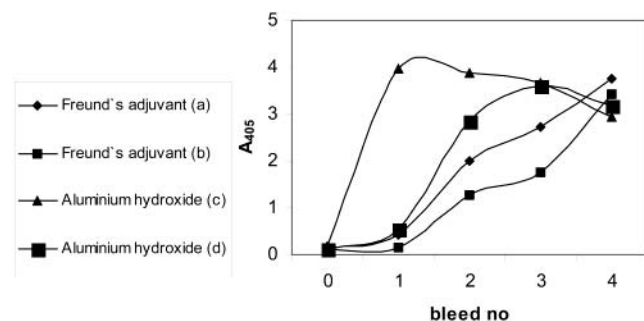 Freund`s adjuvant (a)
Freund`s adjuvant (b)
Aluminium hydroxide (c)
Aluminium hydroxide (d)
A405
5
4
3
2
1
0
0 1 2 3 4
bleed no